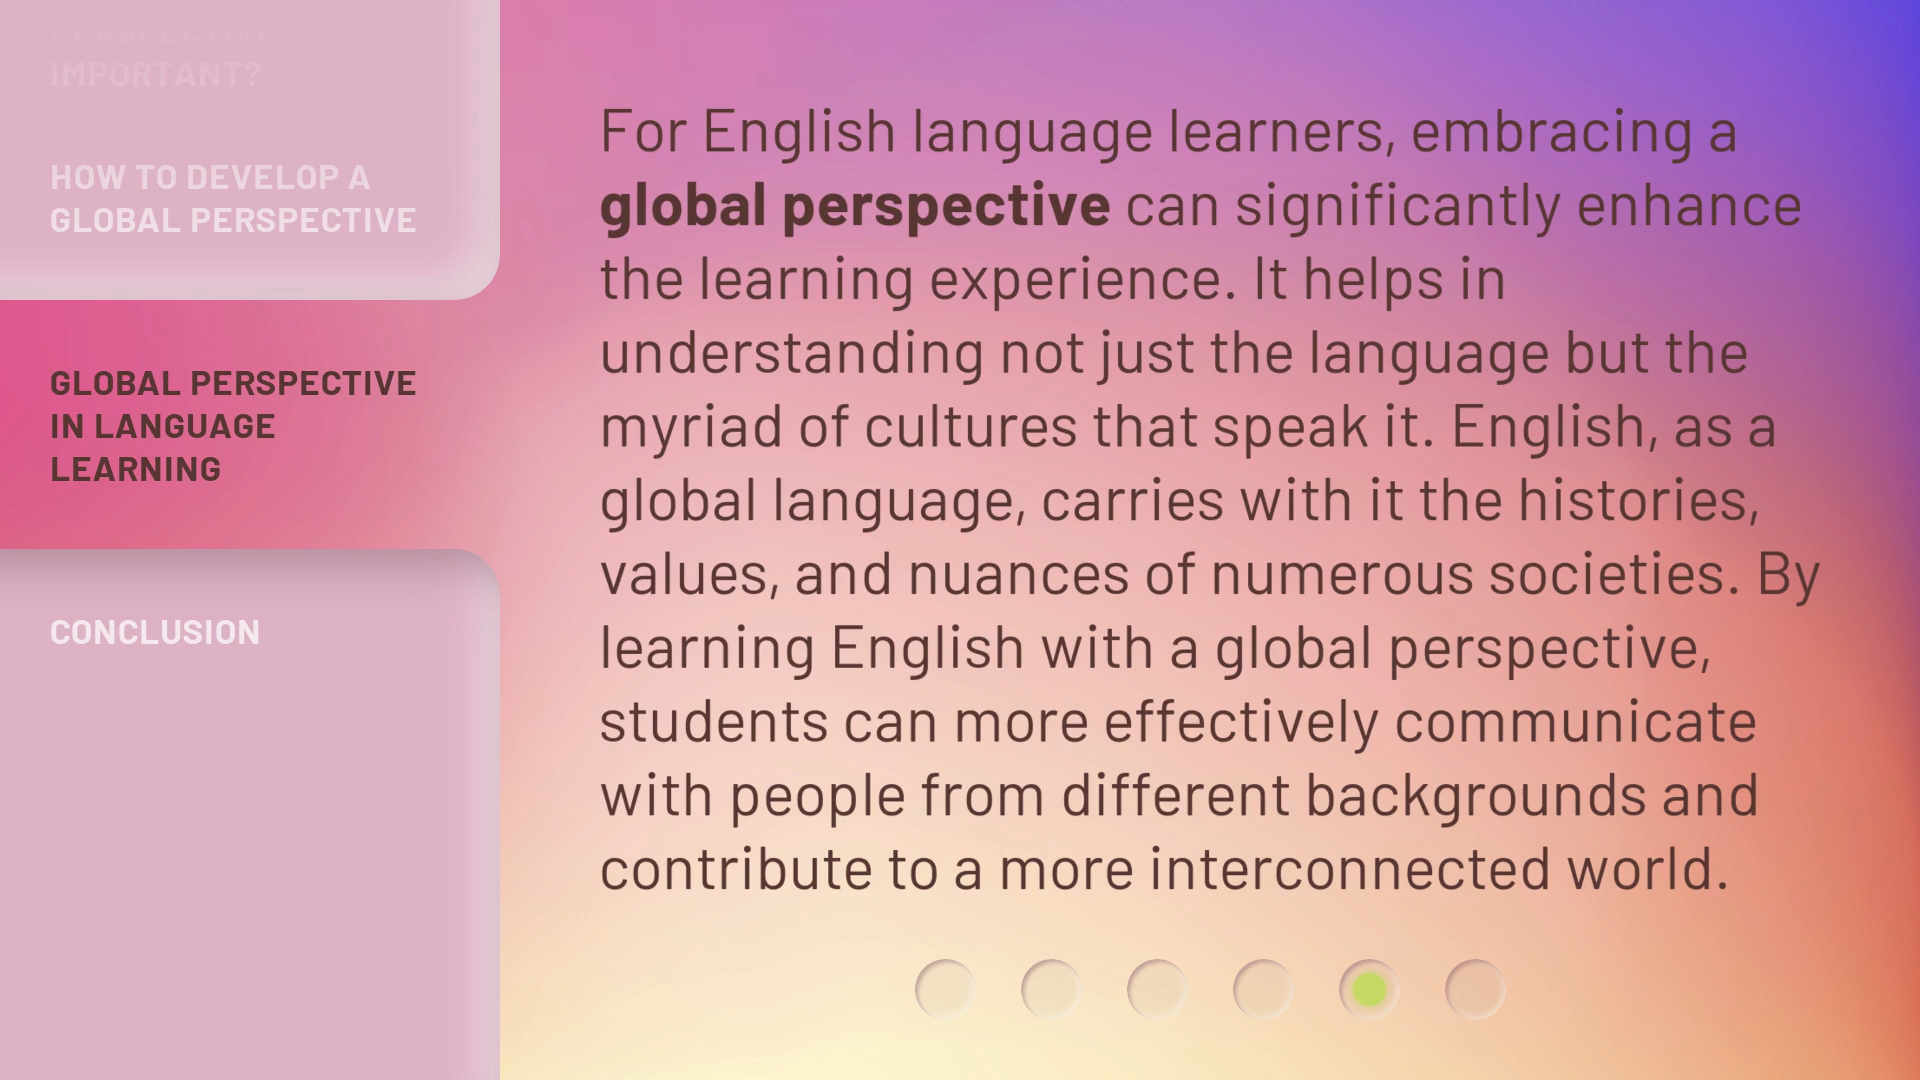 PERSPECTIVE
IMPORTANT?
HOW TO DEVELOP A
GLOBAL PERSPECTIVE
GLOBAL PERSPECTIVE
IN LANGUAGE
LEARNING
CONCLUSION
For English language learners, embracing a
global perspective can significantly enhance
the learning experience. It helps in
understanding not just the language but the
myriad of cultures that speak it. English, as a
global language, carries with it the histories,
values, and nuances of numerous societies. By
learning English with a global perspective,
students can more effectively communicate
with people from different backgrounds and
contribute to a more interconnected world.